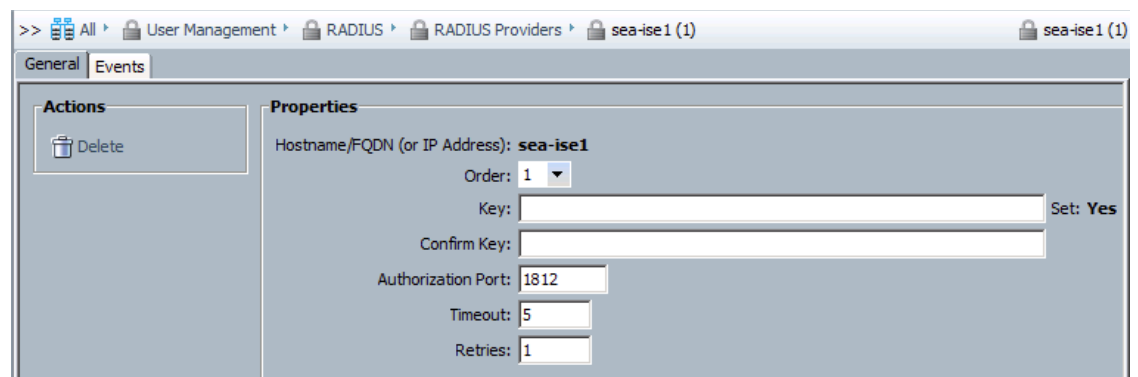 >> All User Management RADIUS RADIUS Providers sea-ise1 (1) sea-ise1 (1)
General Events
Actions
Delete
Properties
Hostname/FQDN (or IP Address): sea-ise1
Order: 1
Key: Set: Yes
Confirm Key:
Authorization Port: 1812
Timeout: 5
Retries: 1